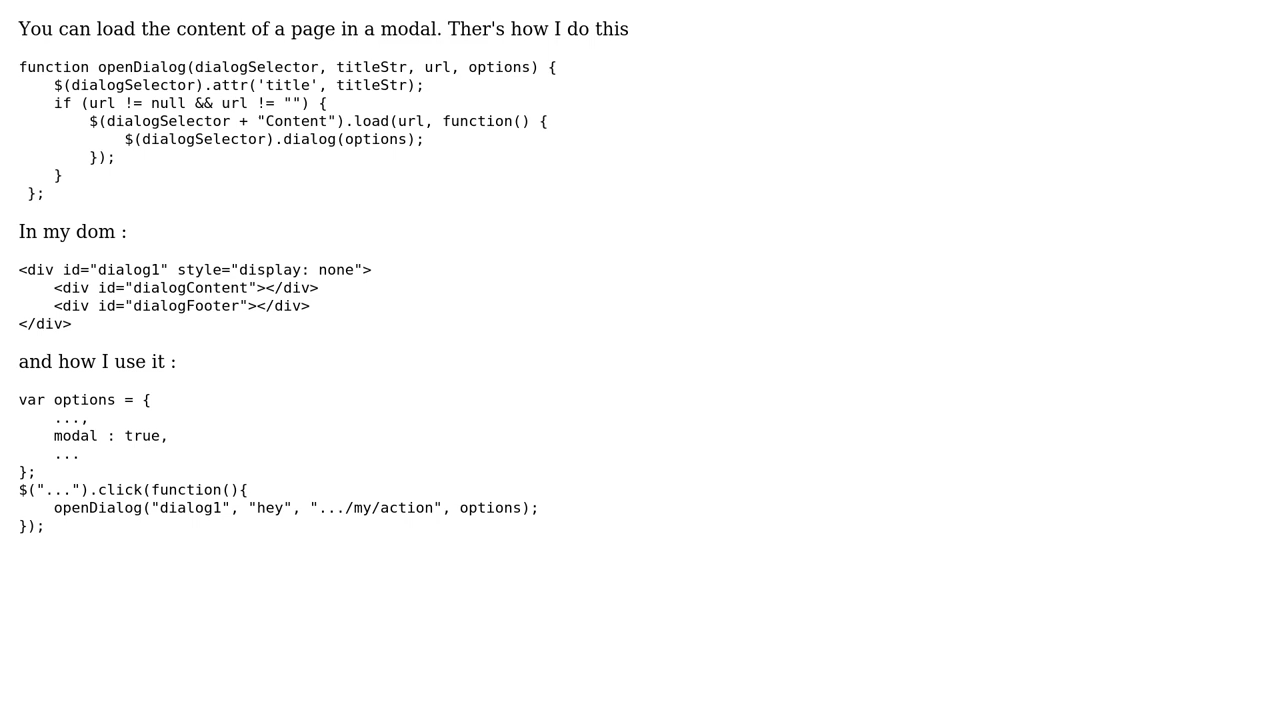 You can load the content of a page in a modal. Ther's how I do this
function openDialog(dialogSelector, titleStr, url, options) {
    $(dialogSelector).attr('title', titleStr);
    if (url != null && url != "") {
        $(dialogSelector + "Content").load(url, function() {
            $(dialogSelector).dialog(options);
        });
    }
 };
In my dom :
<div id="dialog1" style="display: none">
    <div id="dialogContent"></div>
    <div id="dialogFooter"></div>
</div>
and how I use it :
var options = {
    ...,
    modal : true,
    ...
};
$("...").click(function(){
    openDialog("dialog1", "hey", ".../my/action", options);
});